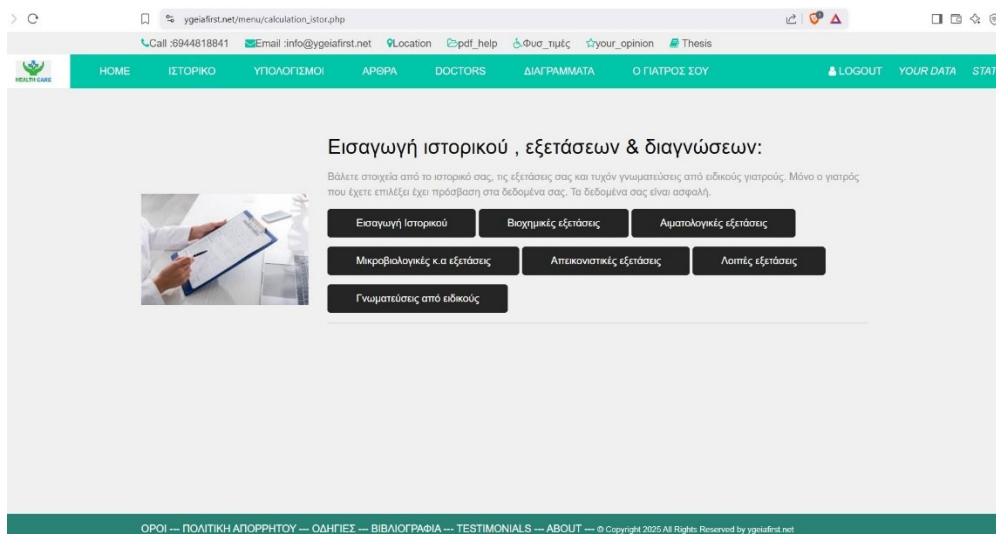 ygeiafirst.net/menu/calculation_istor.php
Call :6944818841 Email :info@ygeiafirst.net Location pdf_help Φυσ_τιμές your_opinion Thesis
HEALTH CARE HOME ΙΣΤΟΡΙΚΟ ΥΠΟΛΟΓΙΣΜΟΙ ΑΡΘΡΑ DOCTORS ΔΙΑΓΡΑΜΜΑΤΑ Ο ΓΙΑΤΡΟΣ ΣΟΥ LOGOUT YOUR DATA STAT
Εισαγωγή ιστορικού , εξετάσεων & διαγνώσεων:
Βάλετε στοιχεία από το ιστορικό σας, τις εξετάσεις σας και τυχόν γνωματεύσεις από ειδικούς γιατρούς. Μόνο ο γιατρός
που έχετε επιλέξει έχει πρόσβαση στα δεδομένα σας. Τα δεδομένα σας είναι ασφαλή.
Εισαγωγή Ιστορικού Βιοχημικές εξετάσεις Αιματολογικές εξετάσεις
Μικροβιολογικές κ.α εξετάσεις Απεικονιστικές εξετάσεις Λοιπές εξετάσεις
Γνωματεύσεις από ειδικούς
ΟΡΟΙ --- ΠΟΛΙΤΙΚΗ ΑΠΟΡΡΗΤΟΥ --- ΟΔΗΓΙΕΣ --- ΒΙΒΛΙΟΓΡΑΦΙΑ --- TESTIMONIALS --- ABOUT --- © Copyright 2025 All Rights Reserved by ygeiafirst.net